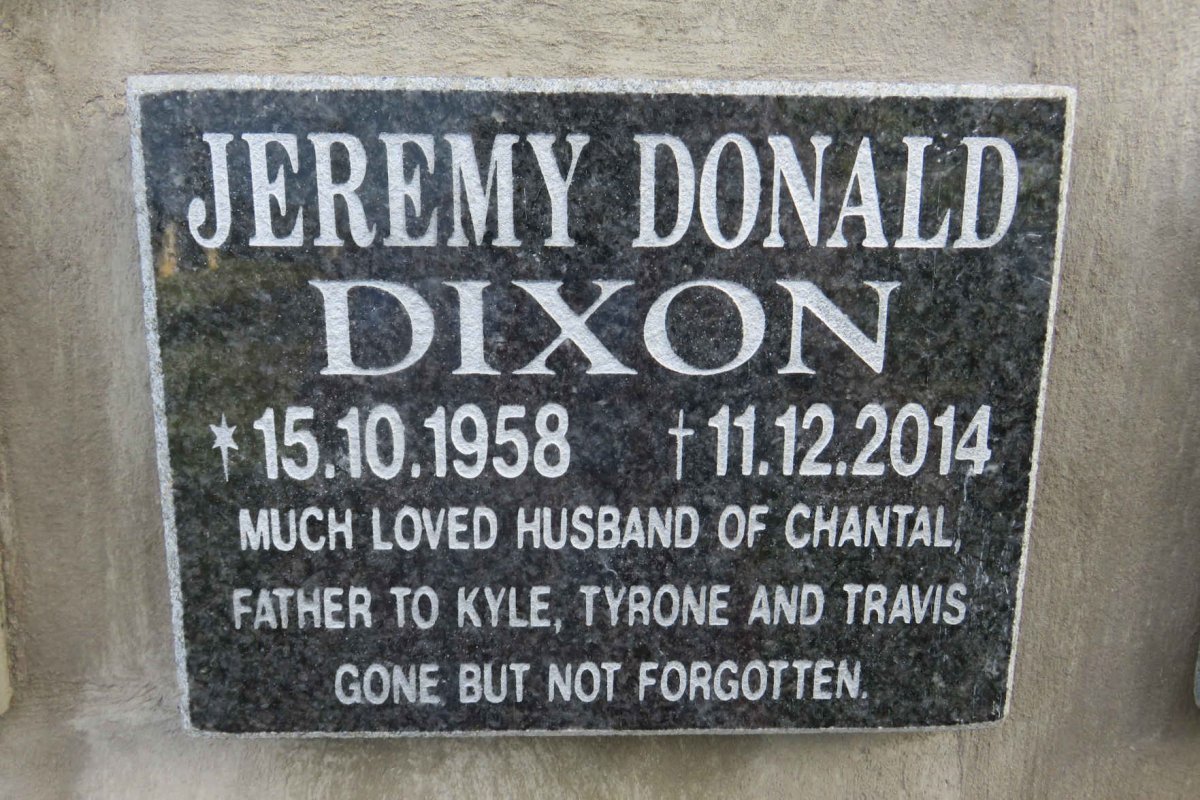 JEREMY DONALD
DIXON
* 15.10.1958 † 11.12.2014
MUCH LOVED HUSBAND OF CHANTAL,
FATHER TO KYLE, TYRONE AND TRAVIS
GONE BUT NOT FORGOTTEN.